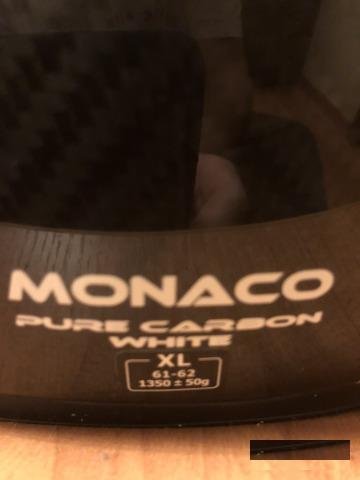 MONACO
PURE CARBON
WHITE
XL
61-62
1350 ± 50g